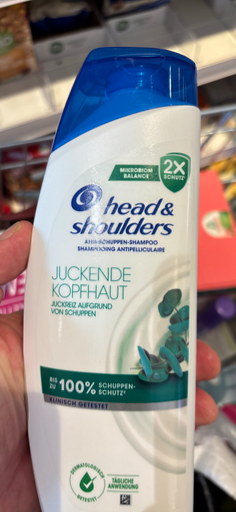 MIKROBIOM
BALANCE
2X
SCHUTZ
head &
shoulders
ANTI-SCHUPPEN-SHAMPOO
SHAMPOOING ANTIPELLICULAIRE
JUCKENDE
KOPFHAUT
JUCKREIZ AUFGRUND
VON SCHUPPEN
BIS ZU 100% SCHUPPEN-
SCHUTZ
KLINISCH GETESTET
DERMATOLOGISCH
GETESTET
TÄGLICHE
ANWENDUNG